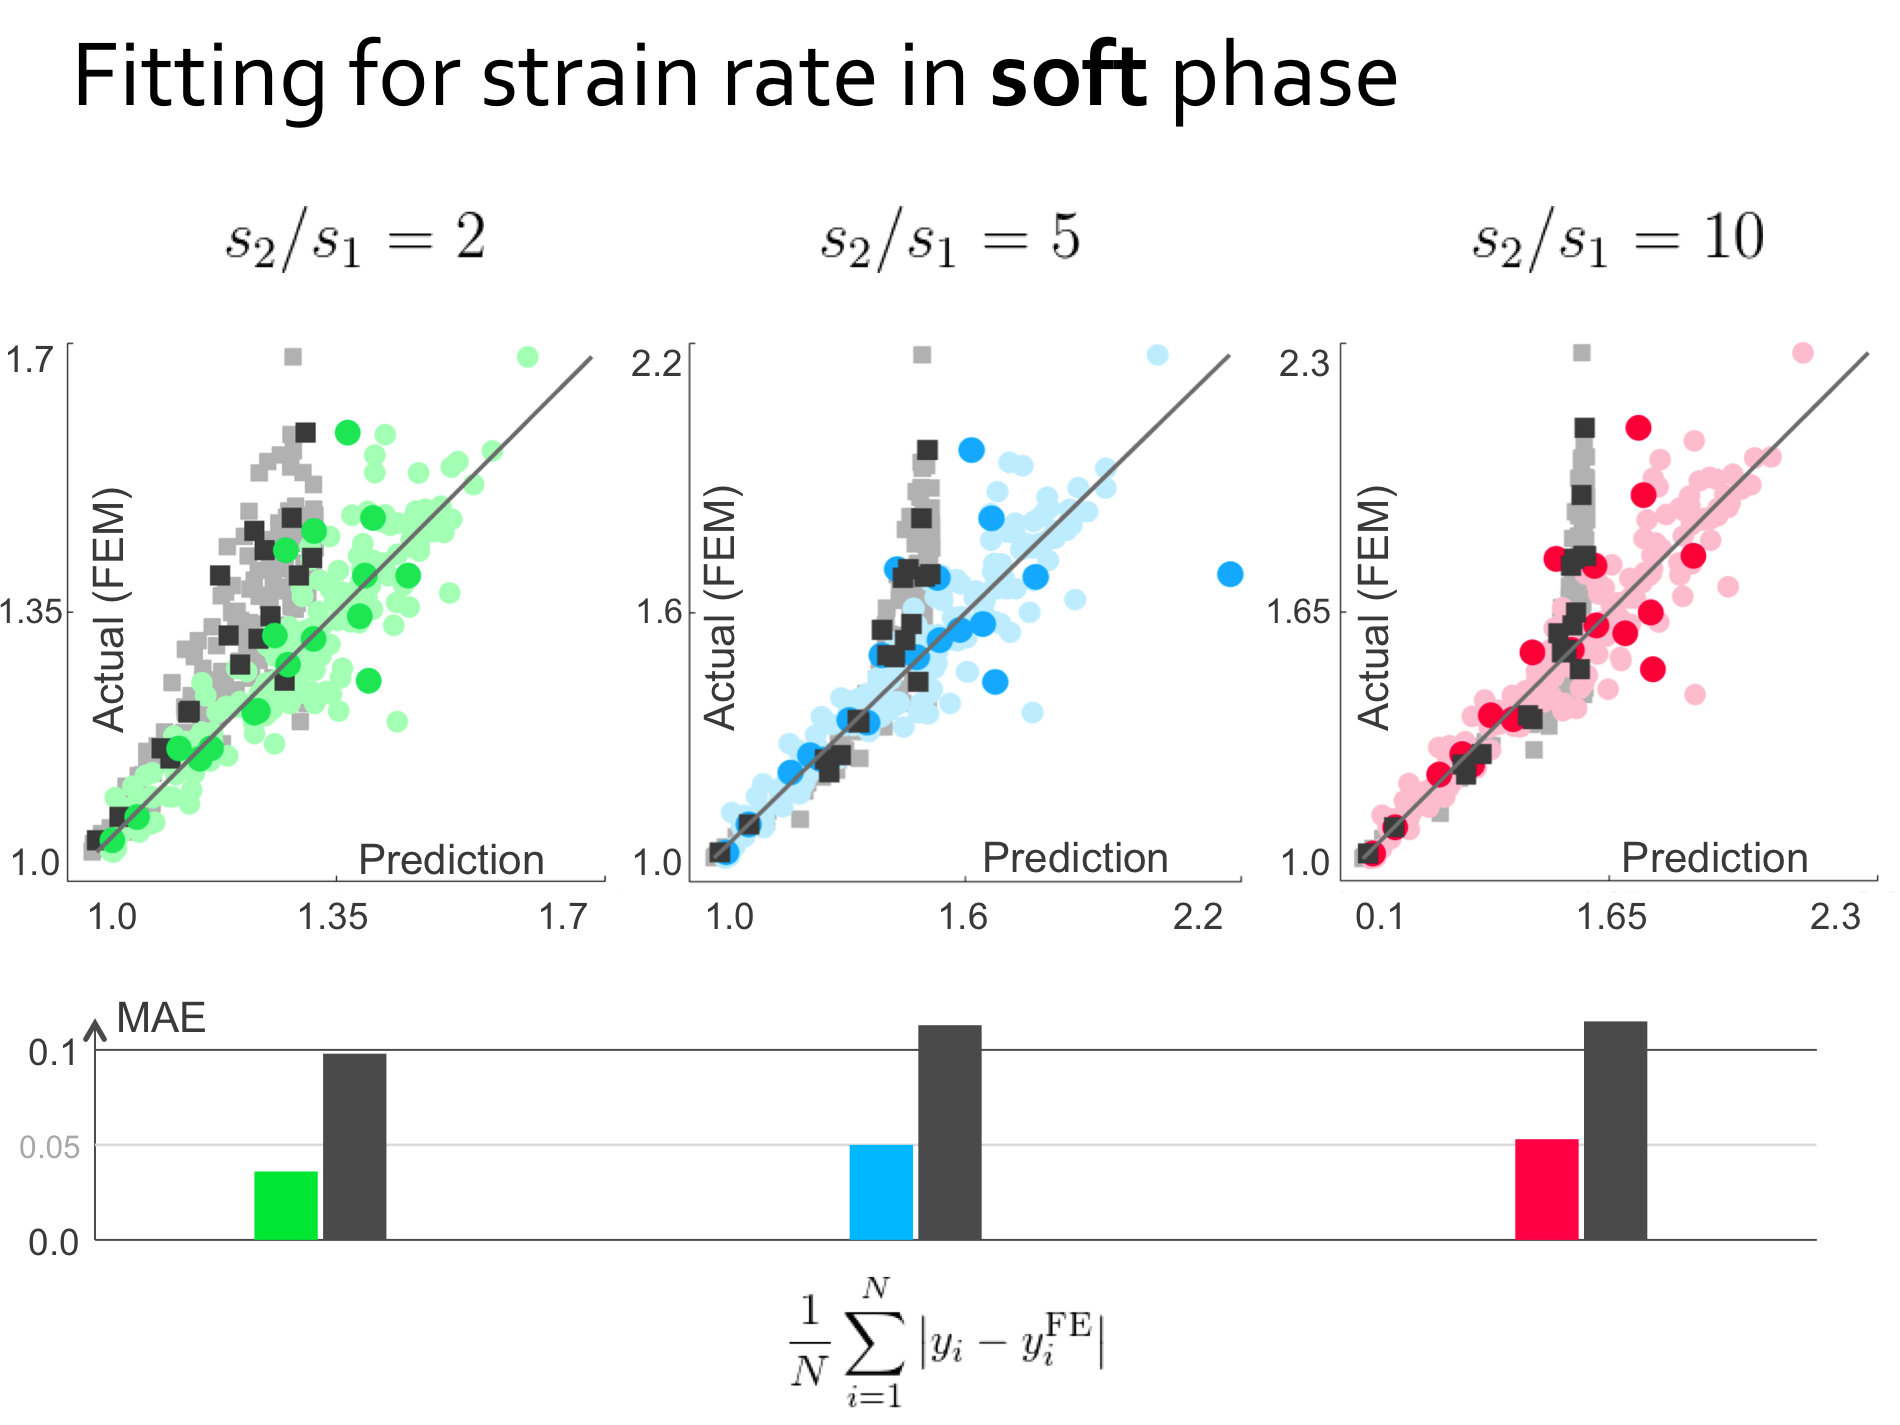 Fitting for strain rate in soft phase
s₂/s₁ = 2
s₂/s₁ = 5
s₂/s₁ = 10
1.7
1.35
1.0
Actual (FEM)
Prediction
1.0 1.35 1.7
2.2
1.6
1.0
Actual (FEM)
Prediction
1.0 1.6 2.2
2.3
1.65
1.0
Actual (FEM)
Prediction
0.1 1.65 2.3
MAE
0.1
0.05
0.0
\frac{1}{N} \sum_{i=1}^{N} |y_i − y_i^{FE}|